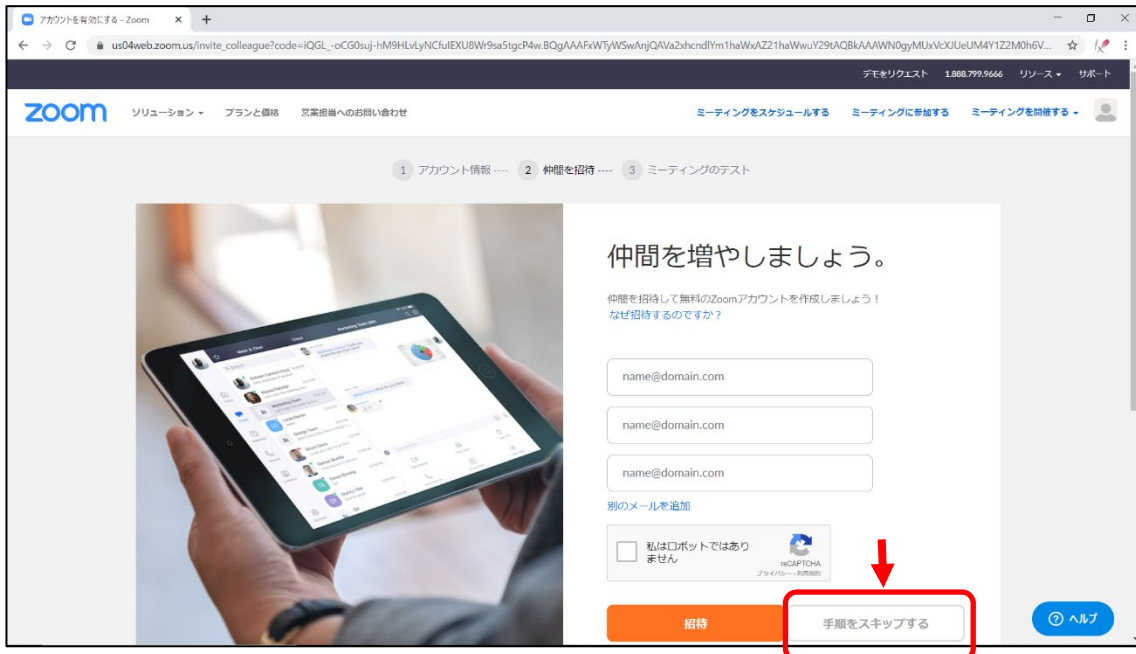 アカウントを有効にする - Zoom
us04web.zoom.us/invite_colleague?code=
デモをリクエスト 1.888.799.9666 リソース サポート
zoom ソリューション プランと価格 営業担当へのお問い合わせ ミーティングをスケジュールする ミーティングに参加する ミーティングを開催する
1 アカウント情報 ---- 2 仲間を招待 ---- 3 ミーティングのテスト
仲間を増やしましょう。
仲間を招待して無料のZoomアカウントを作成しましょう！
なぜ招待するのですか？
name@domain.com
name@domain.com
name@domain.com
別のメールを追加
私はロボットではあり
ません
reCAPTCHA
プライバシー - 利用規約
招待 手順をスキップする
ヘルプ